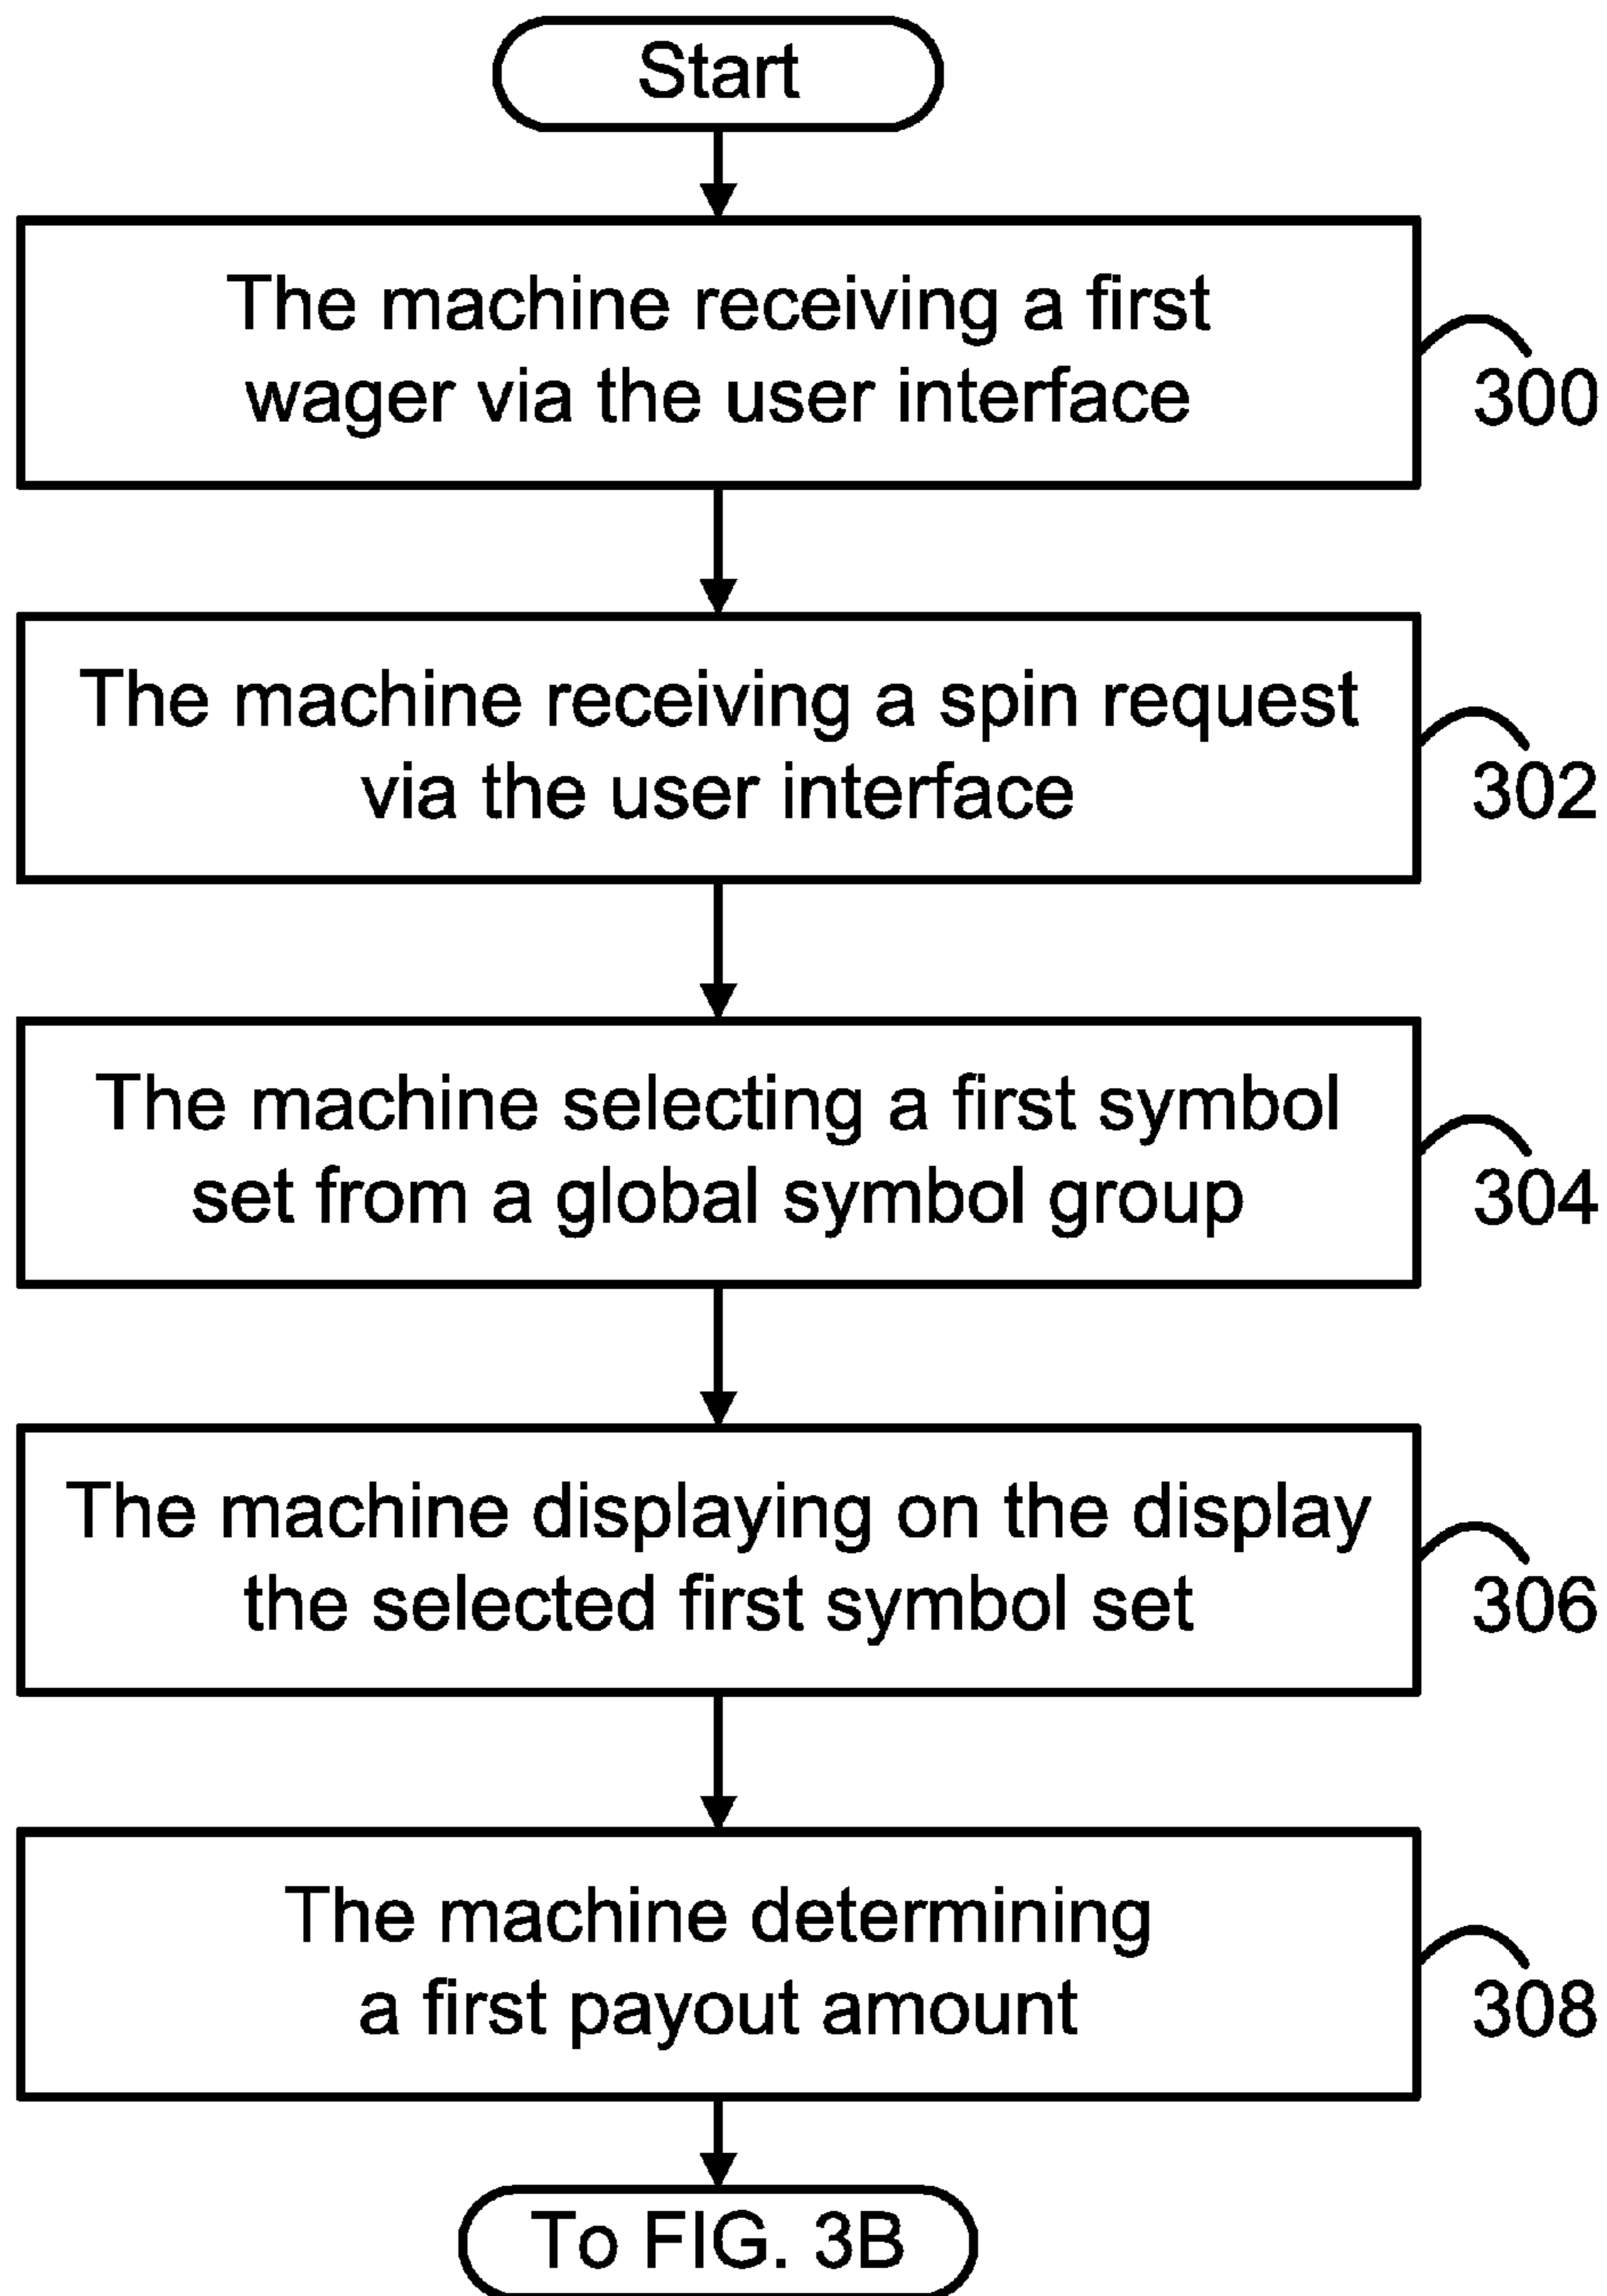 Start
The machine receiving a first
wager via the user interface
300
The machine receiving a spin request
via the user interface
302
The machine selecting a first symbol
set from a global symbol group
304
The machine displaying on the display
the selected first symbol set
306
The machine determining
a first payout amount
308
To FIG. 3B